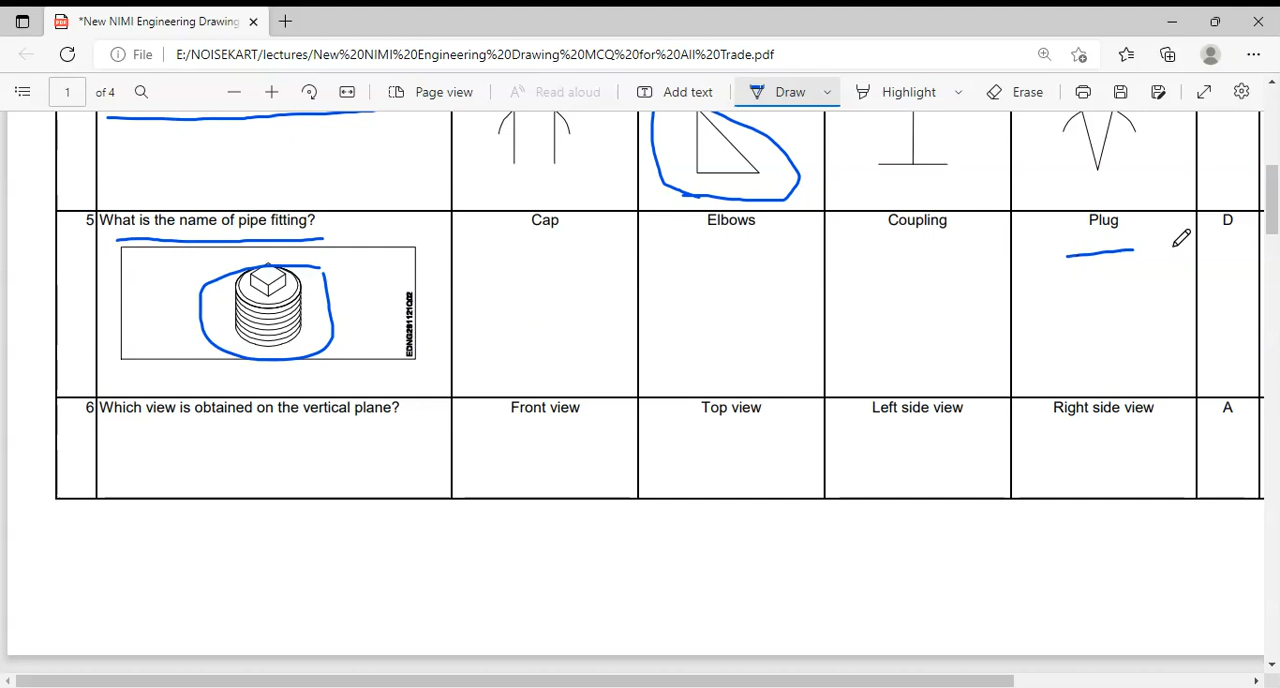 *New NIMI Engineering Drawing
File E:/NOISEKART/lectures/New%20NIMI%20Engineering%20Drawing%20MCQ%20for%20All%20Trade.pdf
1 of 4 Page view Read aloud Add text Draw Highlight Erase
5 What is the name of pipe fitting? Cap Elbows Coupling Plug D
EDNG281121Q02
6 Which view is obtained on the vertical plane? Front view Top view Left side view Right side view A